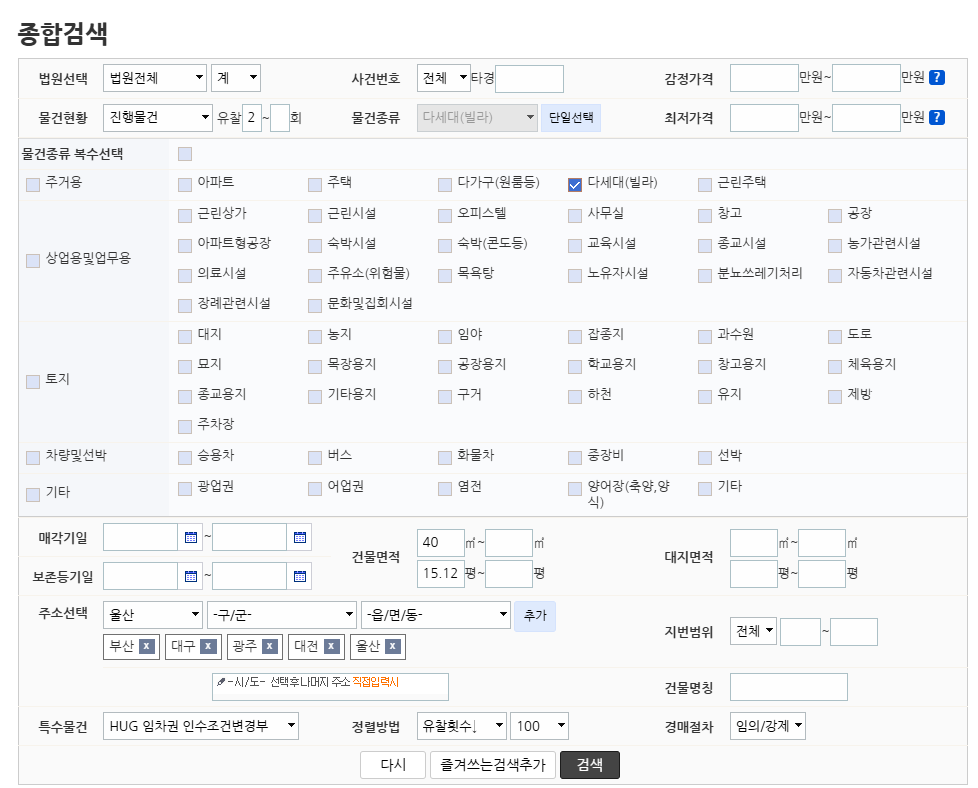 종합검색
법원선택 법원전체 계 사건번호 전체 타경 감정가격 만원~ 만원 ?
물건현황 진행물건 유찰 2 ~ 회 물건종류 다세대(빌라) 단일선택 최저가격 만원~ 만원 ?
물건종류 복수선택
주거용 아파트 주택 다가구(원룸등) 다세대(빌라) 근린주택
근린상가 근린시설 오피스텔 사무실 창고 공장
상업용및업무용 아파트형공장 숙박시설 숙박(콘도등) 교육시설 종교시설 농가관련시설
의료시설 주유소(위험물) 목욕탕 노유자시설 분뇨쓰레기처리 자동차관련시설
장례관련시설 문화및집회시설
대지 농지 임야 잡종지 과수원 도로
토지 묘지 목장용지 공장용지 학교용지 창고용지 체육용지
종교용지 기타용지 구거 하천 유지 제방
주차장
차량및선박 승용차 버스 화물차 중장비 선박
기타 광업권 어업권 염전 양어장(축양,양식) 기타
매각기일 ~ 건물면적 40 ㎡~ ㎡ 대지면적 ㎡~ ㎡
보존등기일 ~ 15.12 평~ 평 평~ 평
주소선택 울산 -구/군- -읍/면/동- 추가 지번범위 전체 ~
부산 x 대구 x 광주 x 대전 x 울산 x
-시/도- 선택후 나머지 주소 직접입력시 건물명칭
특수물건 HUG 임차권 인수조건변경부 정렬방법 유찰횟수↓ 100 경매절차 임의/강제
다시 즐겨쓰는검색추가 검색